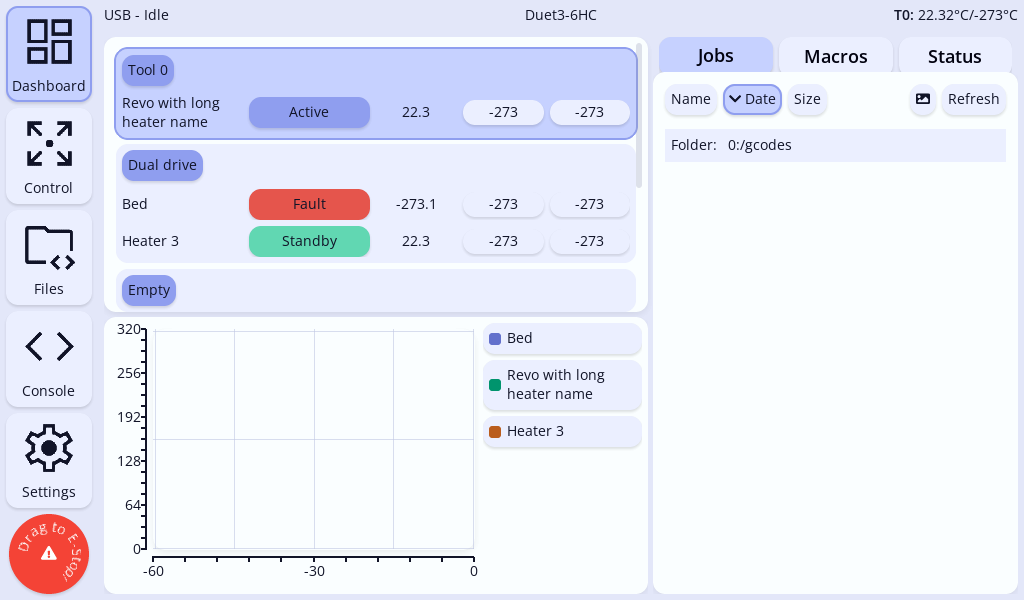 USB - Idle
Duet3-6HC
T0: 22.32°C/-273°C
Dashboard
Control
Files
Console
Settings
Drag to E-Stop!
Tool 0
Revo with long
heater name
Active
22.3
-273
-273
Dual drive
Bed
Fault
-273.1
-273
-273
Heater 3
Standby
22.3
-273
-273
Empty
320
256
192
128
64
0
-60
-30
0
Bed
Revo with long
heater name
Heater 3
Jobs
Macros
Status
Name
Date
Size
Refresh
Folder: 0:/gcodes